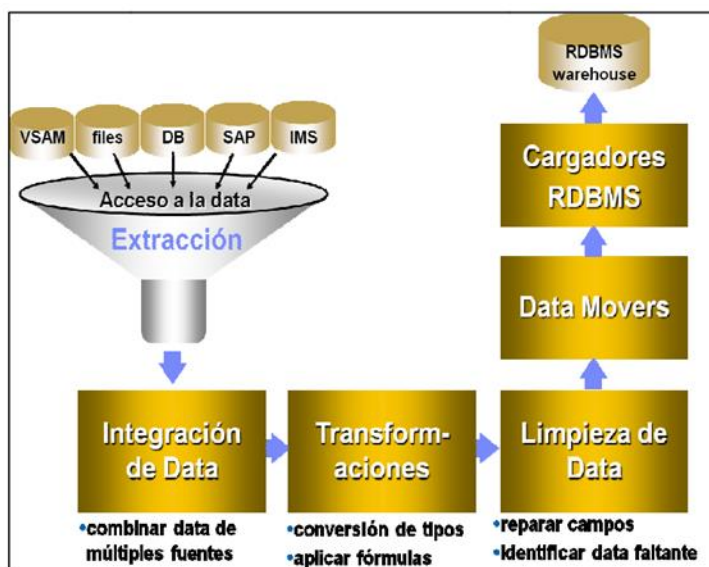 RDBMS
warehouse
VSAM
files
DB
SAP
IMS
Acceso a la data
Extracción
Cargadores
RDBMS
Data Movers
Integración
de Data
Transform-
aciones
Limpieza de
Data
•combinar data de
múltiples fuentes
•conversión de tipos
•aplicar fórmulas
•reparar campos
•identificar data faltante